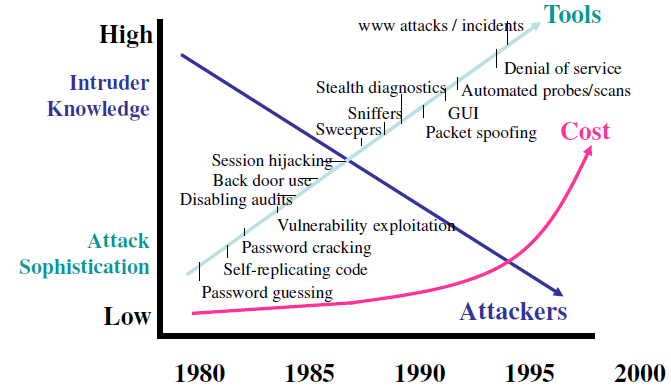 Tools
www attacks / incidents
High
Denial of service
Intruder
Knowledge
Stealth diagnostics
Automated probes/scans
Sniffers
GUI
Sweepers
Packet spoofing
Cost
Session hijacking
Back door use
Disabling audits
Vulnerability exploitation
Attack
Sophistication
Password cracking
Self-replicating code
Password guessing
Low
Attackers
1980 1985 1990 1995 2000